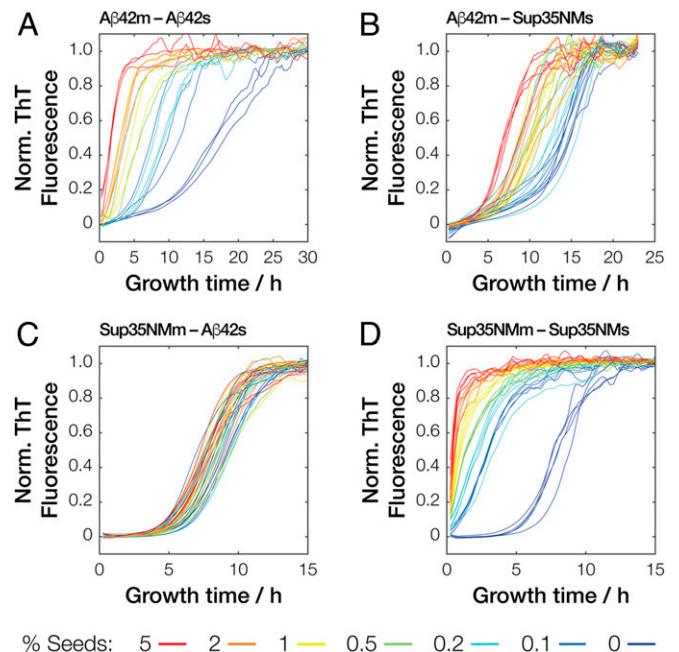 A
Aβ42m – Aβ42s
Norm. ThT
Fluorescence
1.0
0.8
0.6
0.4
0.2
0
0 5 10 15 20 25 30
Growth time / h
B
Aβ42m – Sup35NMs
Norm. ThT
Fluorescence
1.0
0.8
0.6
0.4
0.2
0
0 5 10 15 20 25
Growth time / h
C
Sup35NMm – Aβ42s
Norm. ThT
Fluorescence
1.0
0.8
0.6
0.4
0.2
0
0 5 10 15
Growth time / h
D
Sup35NMm – Sup35NMs
Norm. ThT
Fluorescence
1.0
0.8
0.6
0.4
0.2
0
0 5 10 15
Growth time / h
% Seeds: 5 2 1 0.5 0.2 0.1 0